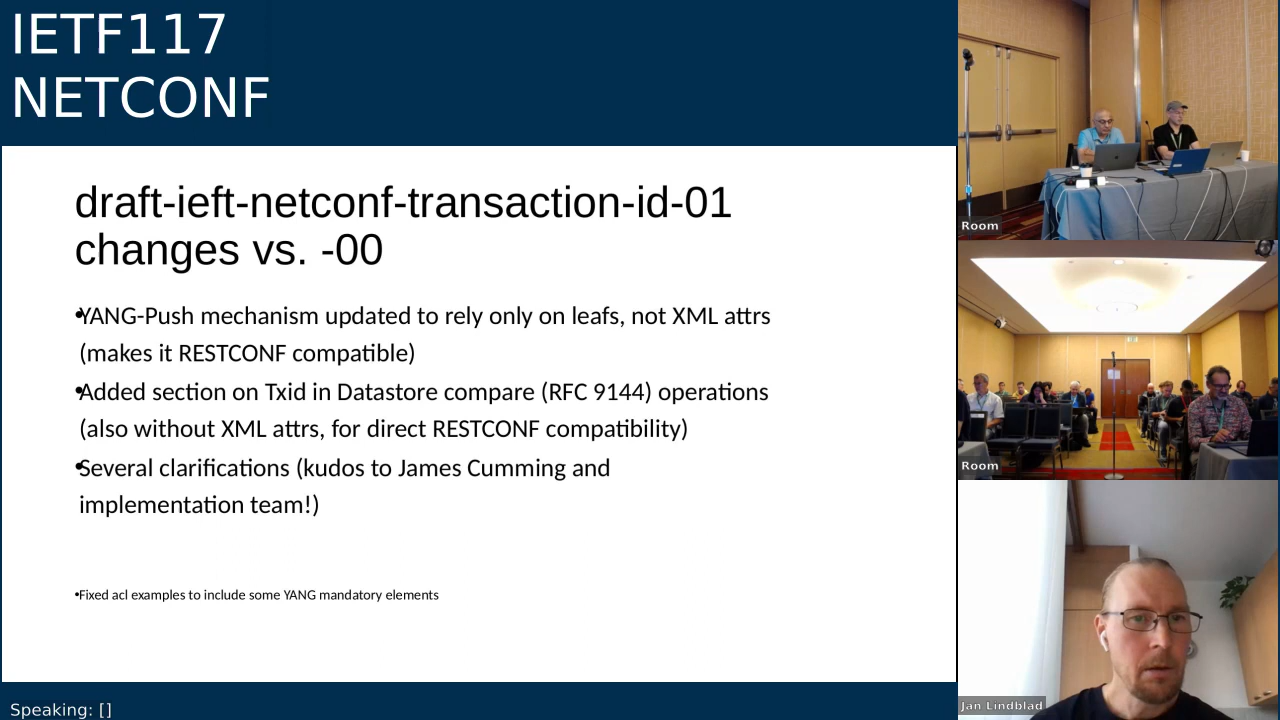 IETF117
NETCONF
draft-ieft-netconf-transaction-id-01
changes vs. -00
•YANG-Push mechanism updated to rely only on leafs, not XML attrs
(makes it RESTCONF compatible)
•Added section on Txid in Datastore compare (RFC 9144) operations
(also without XML attrs, for direct RESTCONF compatibility)
•Several clarifications (kudos to James Cumming and
implementation team!)
•Fixed acl examples to include some YANG mandatory elements
Speaking: []
Room
Room
Jan Lindblad